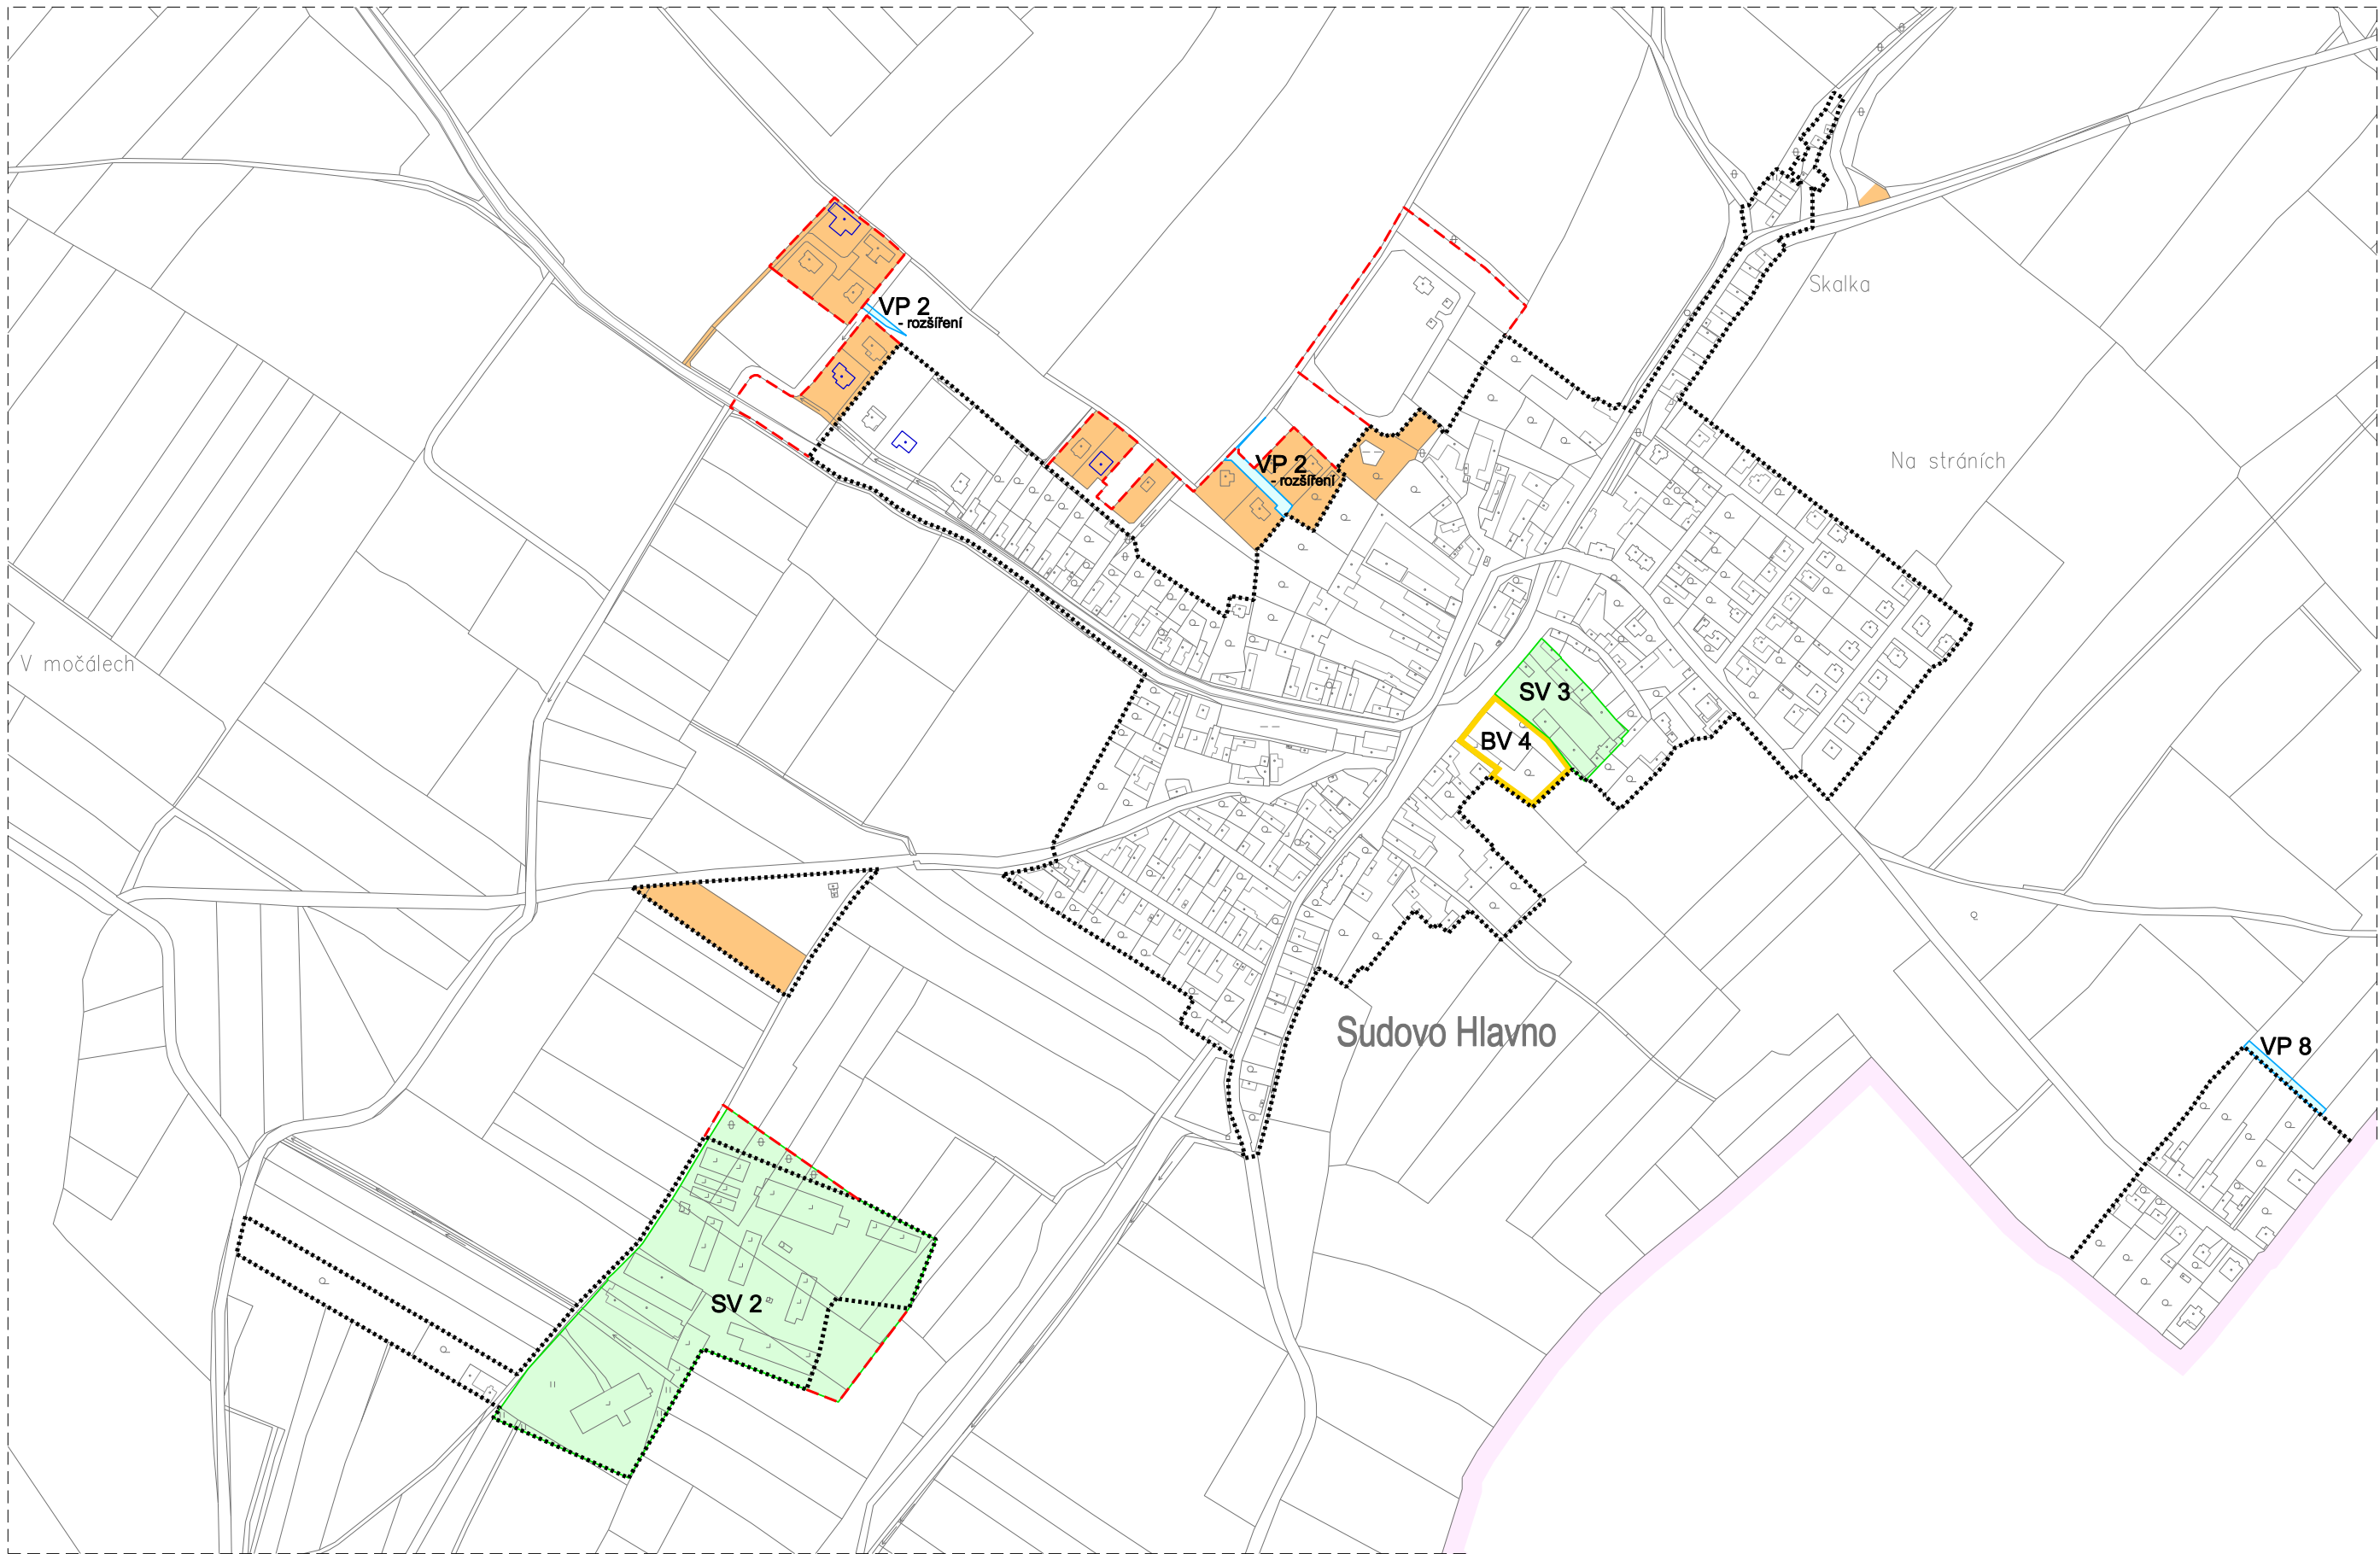 Skalka
VP 2
- rozšíření
Na stráních
VP 2
- rozšíření
V močálech
SV 3
BV 4
Sudovo Hlavno
VP 8
SV 2